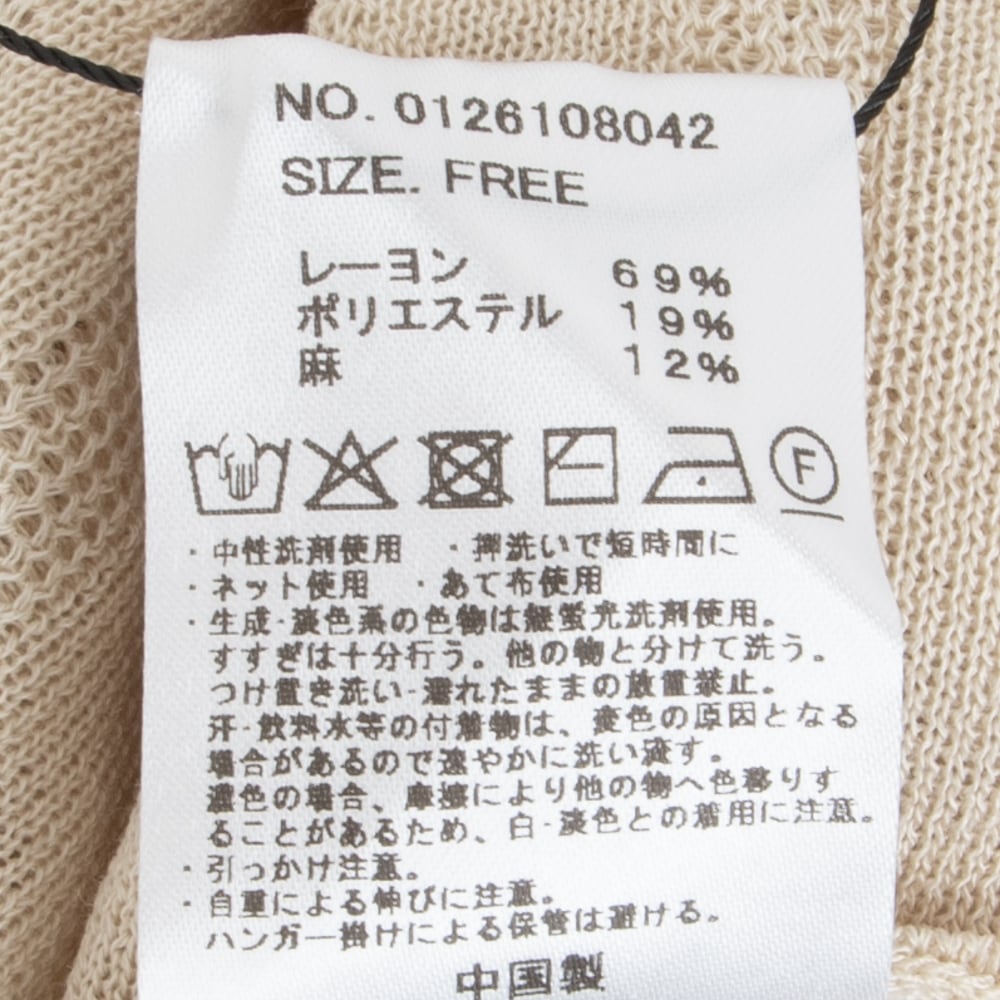 NO. 0126108042
SIZE. FREE
レーヨン 69%
ポリエステル 19%
麻 12%
F
・中性洗剤使用 ・押洗いで短時間に
・ネット使用 ・あて布使用
・生成・淡色系の色物は無蛍光洗剤使用。
すすぎは十分行う。他の物と分けて洗う。
つけ置き洗い・濡れたままの放置禁止。
汗・飲料水等の付着物は、変色の原因となる
場合があるので速やかに洗い流す。
濃色の場合、摩擦により他の物へ色移りす
ることがあるため、白・淡色との着用に注意。
・引っかけ注意。
・自重による伸びに注意。
ハンガー掛けによる保管は避ける。
中国製